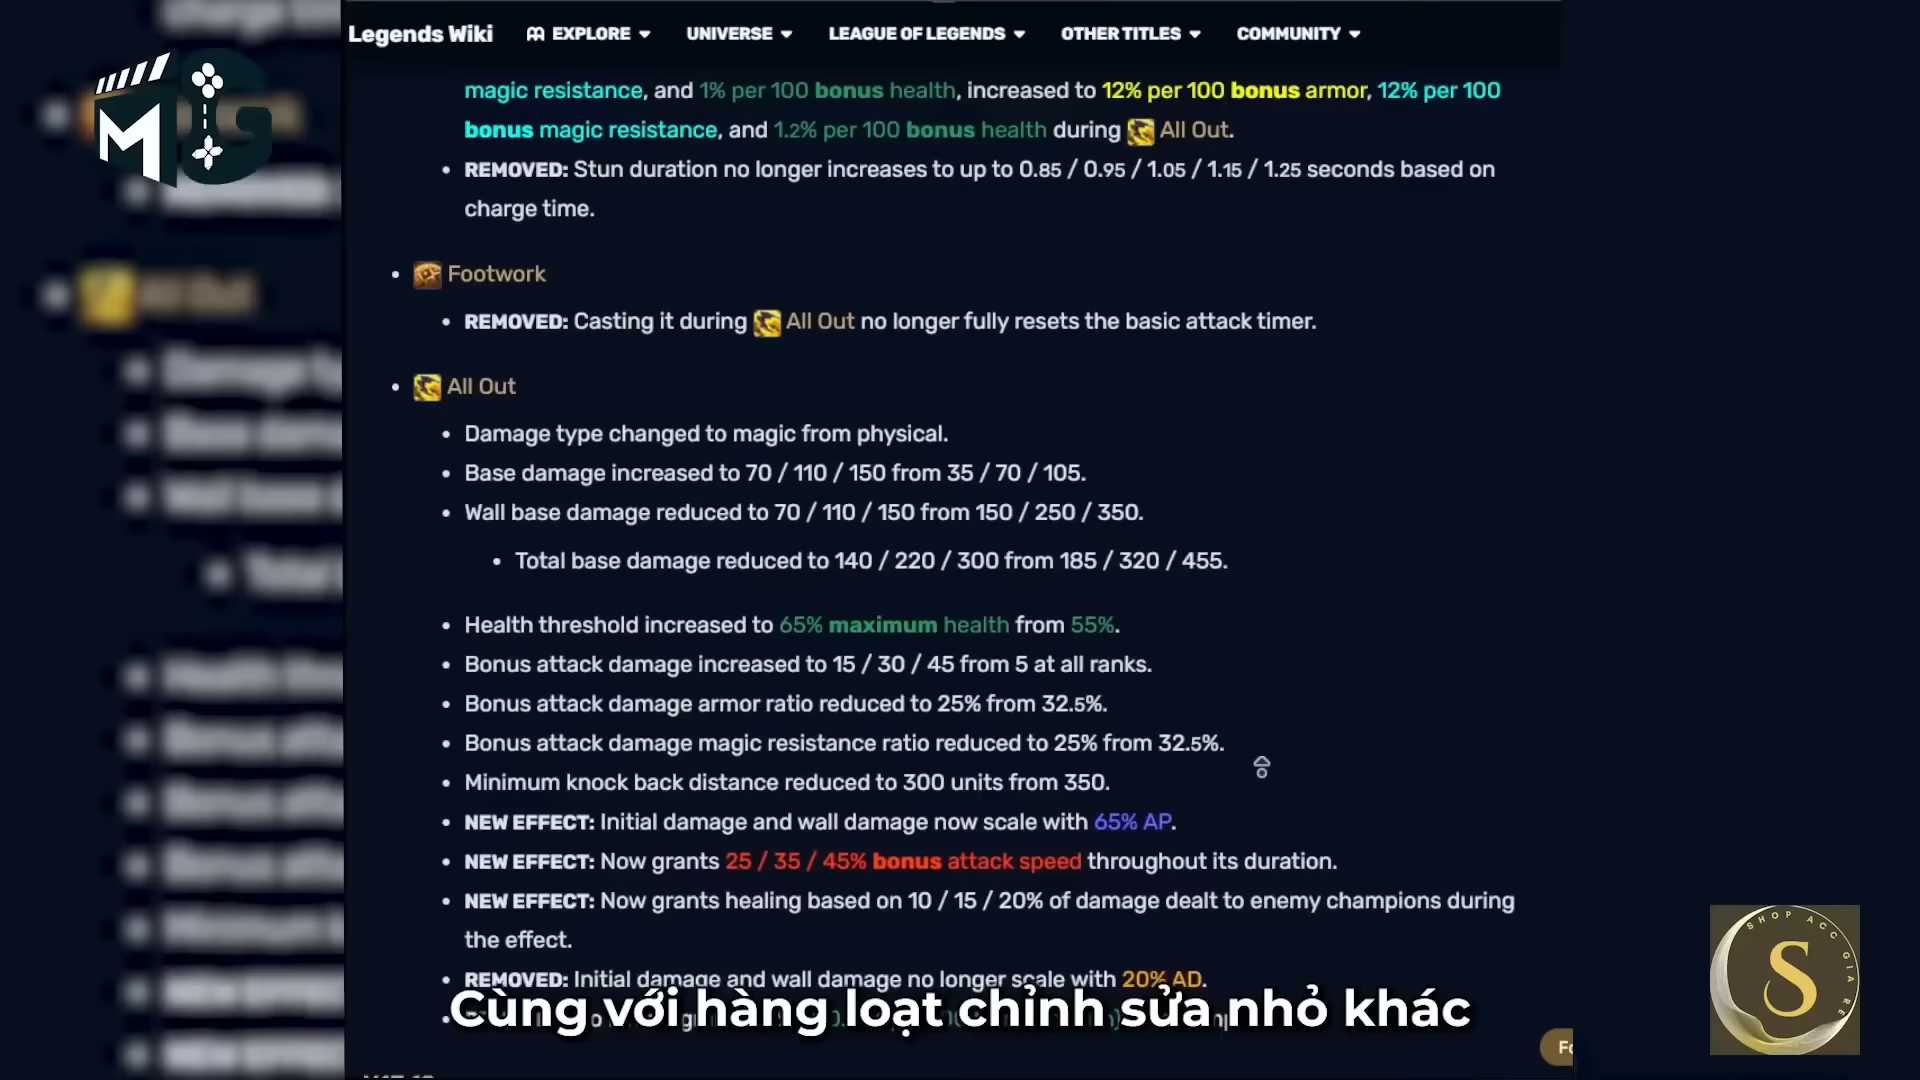 Legends Wiki EXPLORE UNIVERSE LEAGUE OF LEGENDS OTHER TITLES COMMUNITY
MG
magic resistance, and 1% per 100 bonus health, increased to 12% per 100 bonus armor, 12% per 100
bonus magic resistance, and 1.2% per 100 bonus health during All Out.
• REMOVED: Stun duration no longer increases to up to 0.85 / 0.95 / 1.05 / 1.15 / 1.25 seconds based on
charge time.
• Footwork
• REMOVED: Casting it during All Out no longer fully resets the basic attack timer.
• All Out
• Damage type changed to magic from physical.
• Base damage increased to 70 / 110 / 150 from 35 / 70 / 105.
• Wall base damage reduced to 70 / 110 / 150 from 150 / 250 / 350.
• Total base damage reduced to 140 / 220 / 300 from 185 / 320 / 455.
• Health threshold increased to 65% maximum health from 55%.
• Bonus attack damage increased to 15 / 30 / 45 from 5 at all ranks.
• Bonus attack damage armor ratio reduced to 25% from 32.5%.
• Bonus attack damage magic resistance ratio reduced to 25% from 32.5%.
• Minimum knock back distance reduced to 300 units from 350.
• NEW EFFECT: Initial damage and wall damage now scale with 65% AP.
• NEW EFFECT: Now grants 25 / 35 / 45% bonus attack speed throughout its duration.
• NEW EFFECT: Now grants healing based on 10 / 15 / 20% of damage dealt to enemy champions during
the effect.
• REMOVED: Initial damage and wall damage no longer scale with 20% AD.
Cùng với hàng loạt chỉnh sửa nhỏ khác
SHOP ACC GIA RE
S